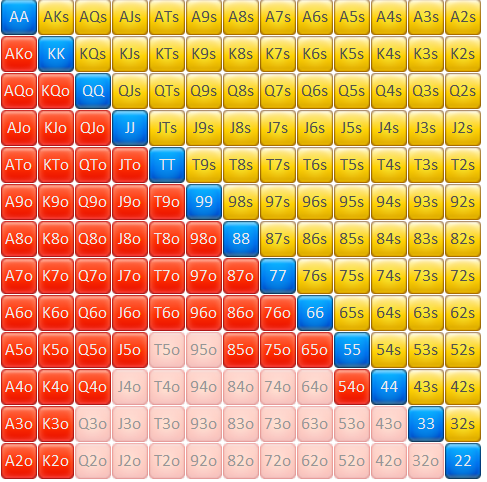 AA AKs AQs AJs ATs A9s A8s A7s A6s A5s A4s A3s A2s
AKo KK KQs KJs KTs K9s K8s K7s K6s K5s K4s K3s K2s
AQo KQo QQ QJs QTs Q9s Q8s Q7s Q6s Q5s Q4s Q3s Q2s
AJo KJo QJo JJ JTs J9s J8s J7s J6s J5s J4s J3s J2s
ATo KTo QTo JTo TT T9s T8s T7s T6s T5s T4s T3s T2s
A9o K9o Q9o J9o T9o 99 98s 97s 96s 95s 94s 93s 92s
A8o K8o Q8o J8o T8o 98o 88 87s 86s 85s 84s 83s 82s
A7o K7o Q7o J7o T7o 97o 87o 77 76s 75s 74s 73s 72s
A6o K6o Q6o J6o T6o 96o 86o 76o 66 65s 64s 63s 62s
A5o K5o Q5o J5o T5o 95o 85o 75o 65o 55 54s 53s 52s
A4o K4o Q4o J4o T4o 94o 84o 74o 64o 54o 44 43s 42s
A3o K3o Q3o J3o T3o 93o 83o 73o 63o 53o 43o 33 32s
A2o K2o Q2o J2o T2o 92o 82o 72o 62o 52o 42o 32o 22